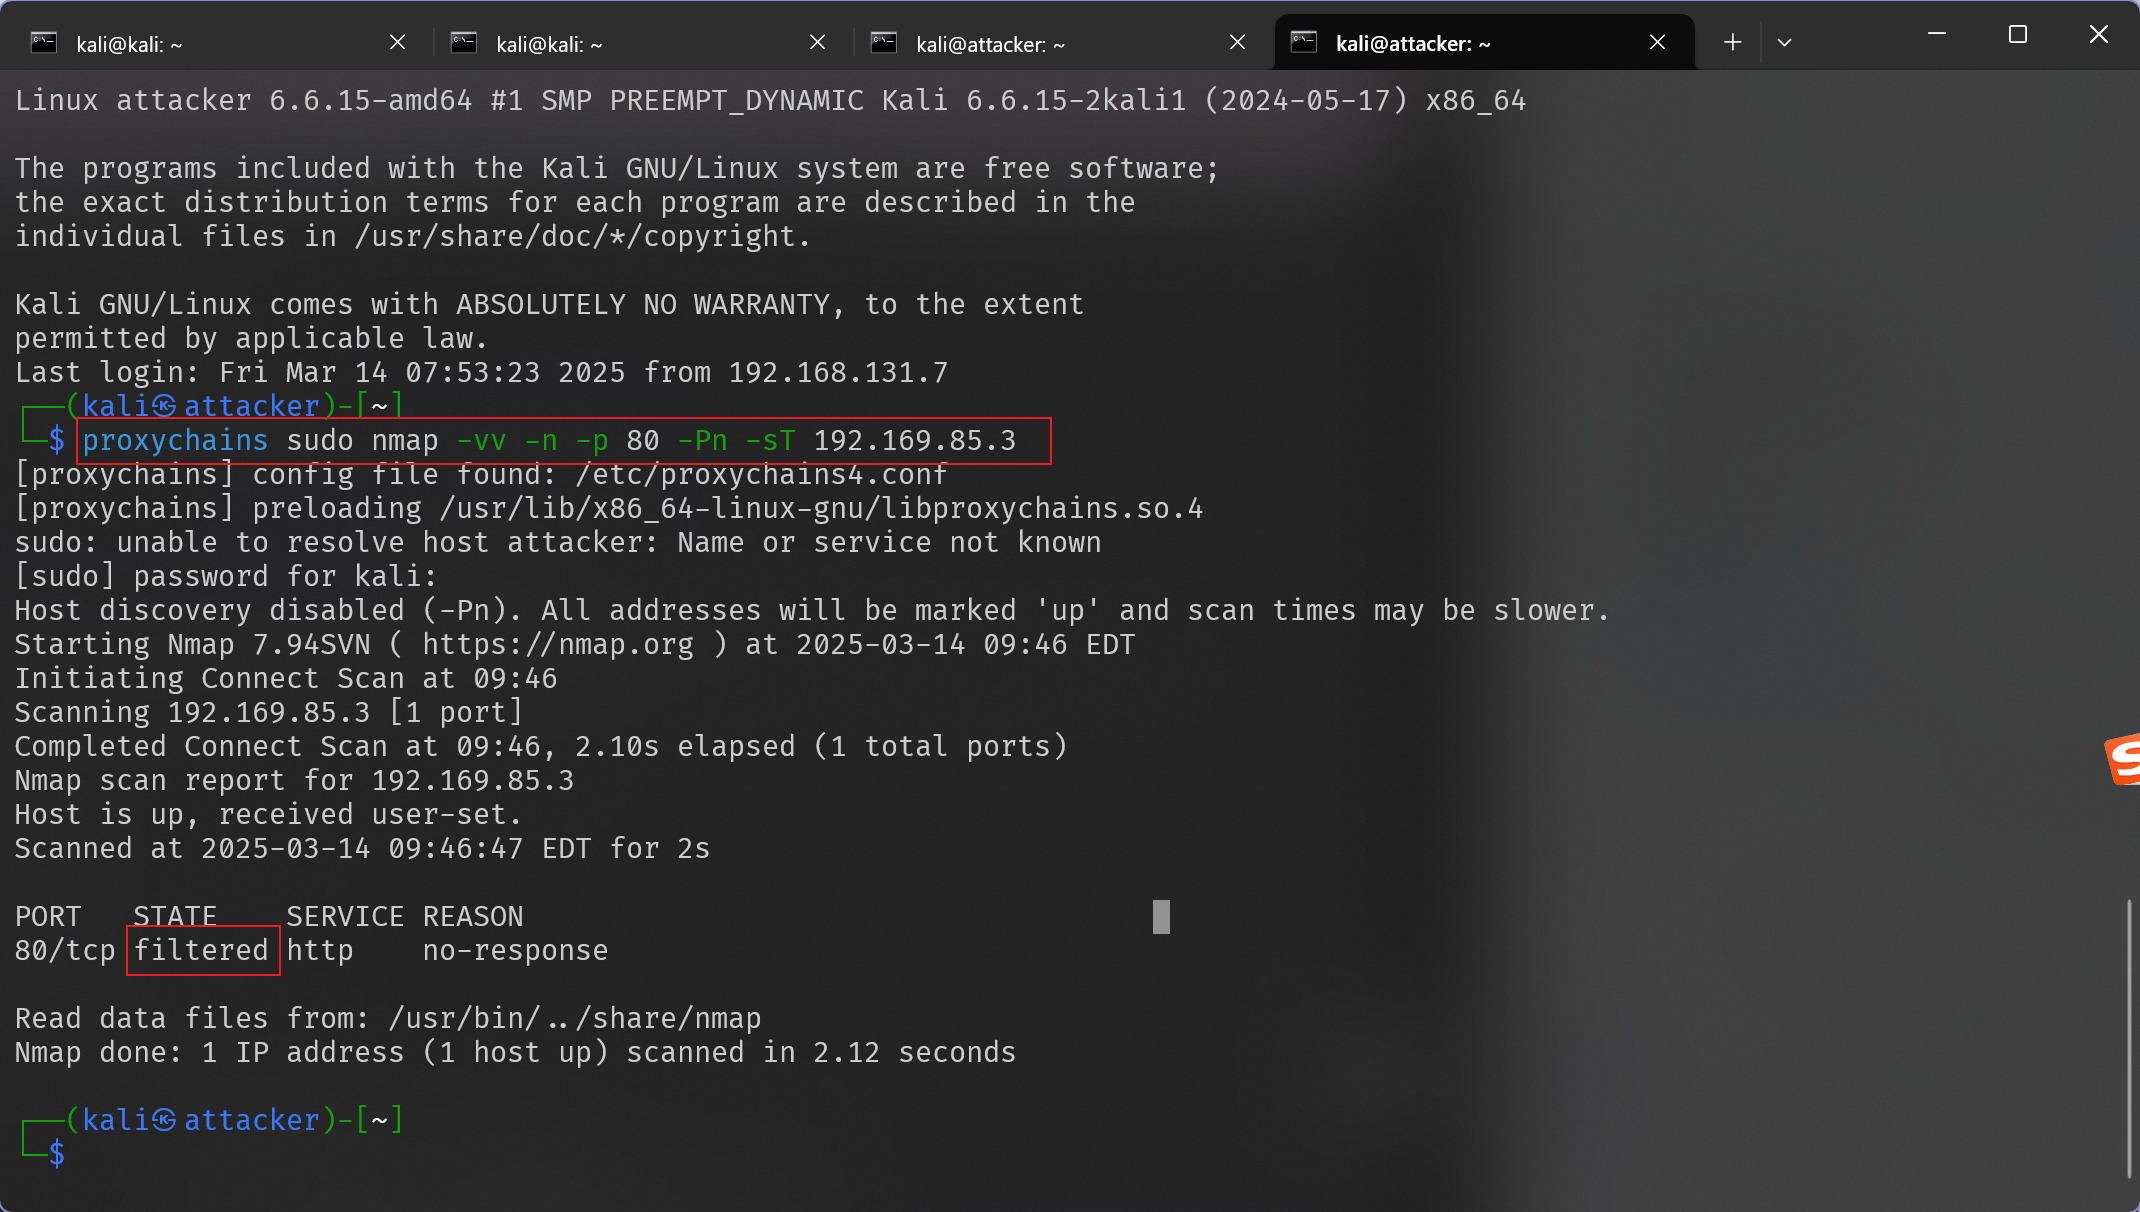 kali@kali: ~
kali@kali: ~
kali@attacker: ~
kali@attacker: ~
Linux attacker 6.6.15-amd64 #1 SMP PREEMPT_DYNAMIC Kali 6.6.15-2kali1 (2024-05-17) x86_64
The programs included with the Kali GNU/Linux system are free software;
the exact distribution terms for each program are described in the
individual files in /usr/share/doc/*/copyright.
Kali GNU/Linux comes with ABSOLUTELY NO WARRANTY, to the extent
permitted by applicable law.
Last login: Fri Mar 14 07:53:23 2025 from 192.168.131.7
┌──(kali㉿attacker)-[~]
└─$ proxychains sudo nmap -vv -n -p 80 -Pn -sT 192.169.85.3
[proxychains] config file found: /etc/proxychains4.conf
[proxychains] preloading /usr/lib/x86_64-linux-gnu/libproxychains.so.4
sudo: unable to resolve host attacker: Name or service not known
[sudo] password for kali:
Host discovery disabled (-Pn). All addresses will be marked 'up' and scan times may be slower.
Starting Nmap 7.94SVN ( https://nmap.org ) at 2025-03-14 09:46 EDT
Initiating Connect Scan at 09:46
Scanning 192.169.85.3 [1 port]
Completed Connect Scan at 09:46, 2.10s elapsed (1 total ports)
Nmap scan report for 192.169.85.3
Host is up, received user-set.
Scanned at 2025-03-14 09:46:47 EDT for 2s
PORT   STATE    SERVICE REASON
80/tcp filtered http    no-response
Read data files from: /usr/bin/../share/nmap
Nmap done: 1 IP address (1 host up) scanned in 2.12 seconds
┌──(kali㉿attacker)-[~]
└─$